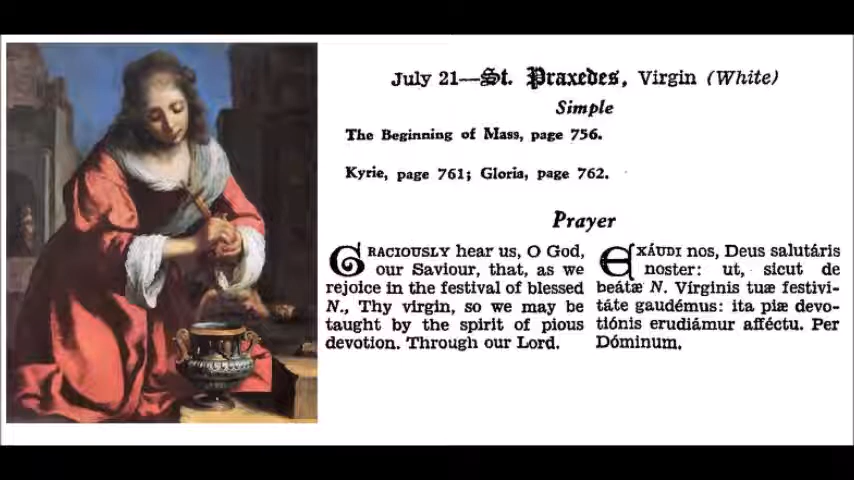 July 21—St. Praxedes, Virgin (White)
Simple
The Beginning of Mass, page 756.
Kyrie, page 761; Gloria, page 762.
Prayer
GRACIOUSLY hear us, O God,
our Saviour, that, as we
rejoice in the festival of blessed
N., Thy virgin, so we may be
taught by the spirit of pious
devotion. Through our Lord.
EXÁUDI nos, Deus salutáris
noster: ut, sicut de
beátæ N. Vírginis tuæ festivi-
táte gaudémus: ita piæ devo-
tiónis erudiámur afféctu. Per
Dóminum.